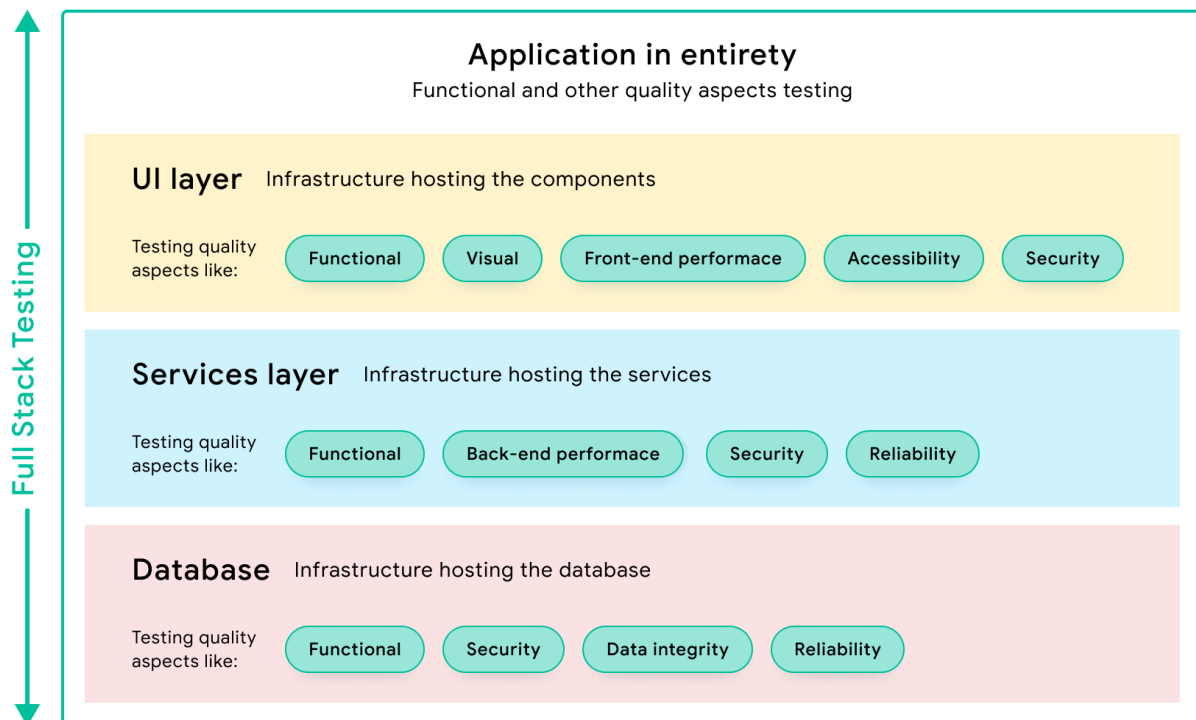 Application in entirety
Functional and other quality aspects testing
Full Stack Testing
UI layer Infrastructure hosting the components
Testing quality
aspects like:
Functional Visual Front-end performace Accessibility Security
Services layer Infrastructure hosting the services
Testing quality
aspects like:
Functional Back-end performace Security Reliability
Database Infrastructure hosting the database
Testing quality
aspects like:
Functional Security Data integrity Reliability